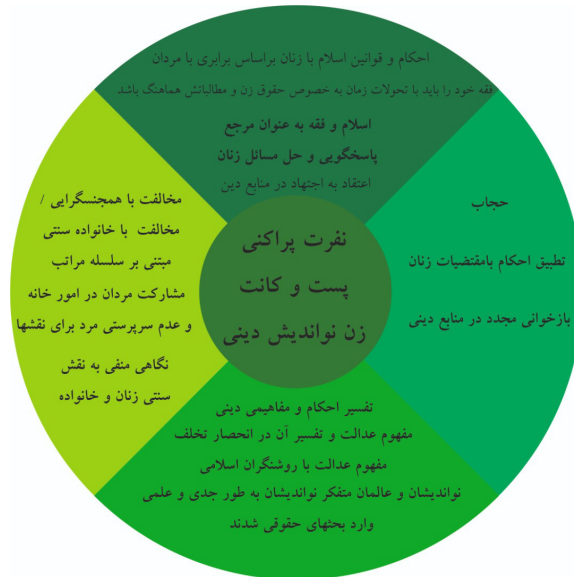 احکام و قوانین اسلام با زنان براساس برابری با مردان
فقه خود را باید با تحولات زمان به خصوص حقوق زن و مطالباتش هماهنگ باشد
اسلام و فقه به عنوان مرجع
پاسخگویی و حل مسائل زنان
اعتقاد به اجتهاد در منابع دین
حجاب
تطبیق احکام بامقتضیات زنان
بازخوانی مجدد در منابع دینی
نفرت پراکنی
پست و کانت
زن نواندیش دینی
مخالفت با همجنسگرایی /
مخالفت با خانواده سنتی
مبتنی بر سلسله مراتب
مشارکت مردان در امور خانه
و عدم سرپرستی مرد برای نقشها
نگاهی منفی به نقش
سنتی زنان و خانواده
تفسیر احکام و مفاهیمی دینی
مفهوم عدالت و تفسیر آن در انحصار تخلف
مفهوم عدالت با روشنگران اسلامی
نواندیشان و عالمان متفکر نواندیشان به طور جدی و علمی
وارد بحثهای حقوقی شدند